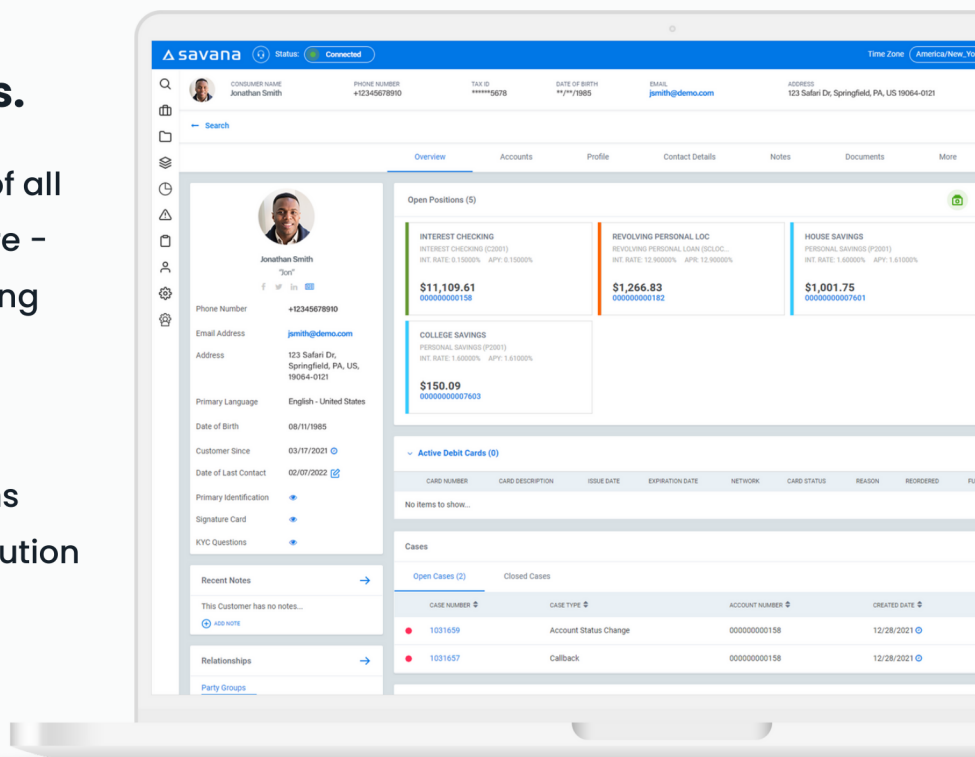 s.
of all
re -
ng
ns
ution
savana Status: Connected Time Zone America/New_Yo
CONSUMER NAME PHONE NUMBER TAX ID DATE OF BIRTH EMAIL ADDRESS
Jonathan Smith +12345678910 ******5678 **/**/1985 jsmith@demo.com 123 Safari Dr, Springfield, PA, US 19064-0121
← Search
Overview Accounts Profile Contact Details Notes Documents More
Jonathan Smith
"Jon"
Phone Number +12345678910
Email Address jsmith@demo.com
Address 123 Safari Dr,
Springfield, PA, US,
19064-0121
Primary Language English - United States
Date of Birth 08/11/1985
Customer Since 03/17/2021
Date of Last Contact 02/07/2022
Primary Identification
Signature Card
KYC Questions
Recent Notes →
This Customer has no notes...
ADD NOTE
Relationships →
Party Groups
Open Positions (5)
INTEREST CHECKING
INTEREST CHECKING (C2001)
INT. RATE: 0.15000% APY: 0.15000%
$11,109.61
000000000158
REVOLVING PERSONAL LOC
REVOLVING PERSONAL LOAN (SCLOC...
INT. RATE: 12.90000% APR: 12.90000%
$1,266.83
000000000182
HOUSE SAVINGS
PERSONAL SAVINGS (P2001)
INT. RATE: 1.60000% APY: 1.61000%
$1,001.75
00000000007601
COLLEGE SAVINGS
PERSONAL SAVINGS (P2001)
INT. RATE: 1.60000% APY: 1.61000%
$150.09
00000000007603
Active Debit Cards (0)
CARD NUMBER CARD DESCRIPTION ISSUE DATE EXPIRATION DATE NETWORK CARD STATUS REASON REORDERED FU
No items to show...
Cases
Open Cases (2) Closed Cases
CASE NUMBER CASE TYPE ACCOUNT NUMBER CREATED DATE
1031659 Account Status Change 000000000158 12/28/2021
1031657 Callback 000000000158 12/28/2021